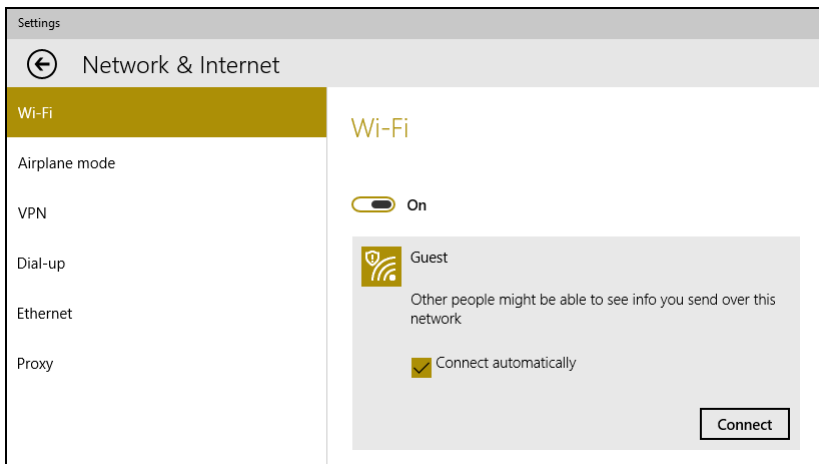 Settings
Network & Internet
Wi-Fi
Airplane mode
VPN
Dial-up
Ethernet
Proxy
Wi-Fi
On
Guest
Other people might be able to see info you send over this
network
Connect automatically
Connect